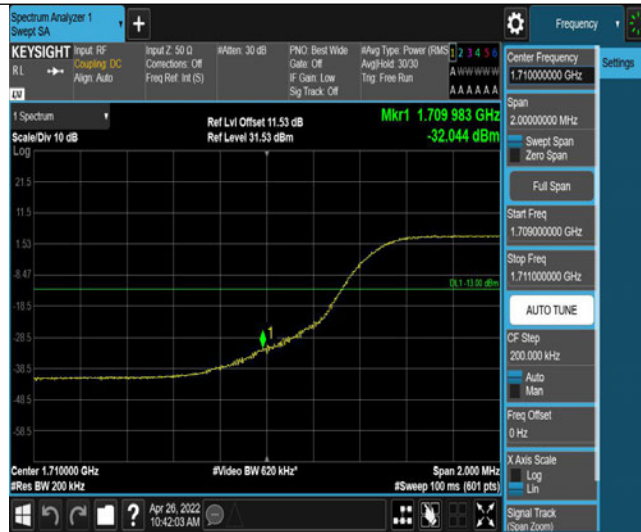 Spectrum Analyzer 1
Swept SA
+
Frequency
KEYSIGHT
RL
LXI
Input: RF
Coupling: DC
Align: Auto
Input Z: 50 Ω
Corrections: Off
Freq Ref: Int (S)
#Atten: 30 dB
PNO: Best Wide
Gate: Off
IF Gain: Low
Sig Track: Off
#Avg Type: Power (RMS
Avg|Hold: 30/30
Trig: Free Run
1 2 3 4 5 6
A W W W W W
A A A A A A
1 Spectrum
Scale/Div 10 dB
Ref Lvl Offset 11.53 dB
Ref Level 31.53 dBm
Mkr1 1.709 983 GHz
-32.044 dBm
Log
21.5
11.5
1.53
-8.47
-18.5
-28.5
-38.5
-48.5
-58.5
DL1 -13.00 dBm
1
Center 1.710000 GHz
#Res BW 200 kHz
#Video BW 620 kHz*
Span 2.000 MHz
#Sweep 100 ms (601 pts)
Center Frequency
1.710000000 GHz
Settings
Span
2.00000000 MHz
Swept Span
Zero Span
Full Span
Start Freq
1.709000000 GHz
Stop Freq
1.711000000 GHz
AUTO TUNE
CF Step
200.000 kHz
Auto
Man
Freq Offset
0 Hz
X Axis Scale
Log
Lin
Signal Track
(Span Zoom)
?
Apr 26, 2022
10:42:03 AM